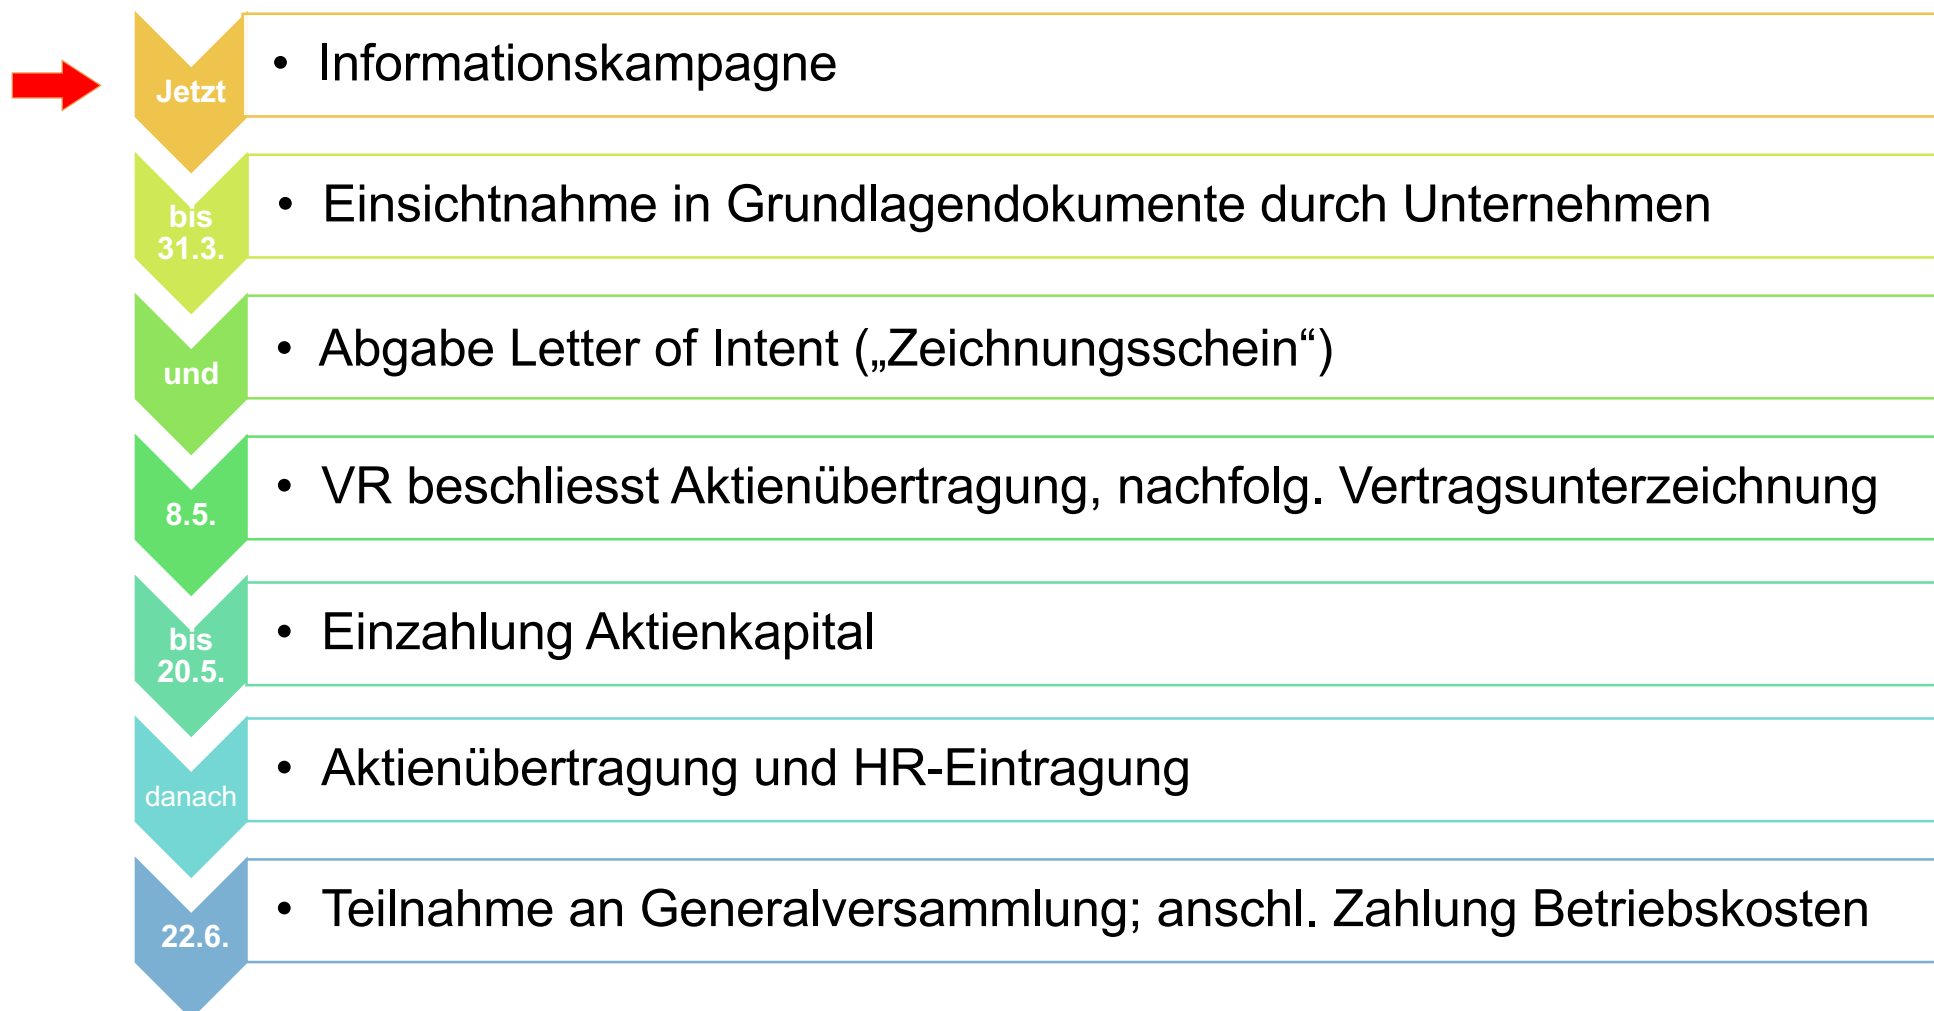 Jetzt
• Informationskampagne
bis
31.3.
• Einsichtnahme in Grundlagendokumente durch Unternehmen
und
• Abgabe Letter of Intent („Zeichnungsschein“)
8.5.
• VR beschliesst Aktienübertragung, nachfolg. Vertragsunterzeichnung
bis
20.5.
• Einzahlung Aktienkapital
danach
• Aktienübertragung und HR-Eintragung
22.6.
• Teilnahme an Generalversammlung; anschl. Zahlung Betriebskosten